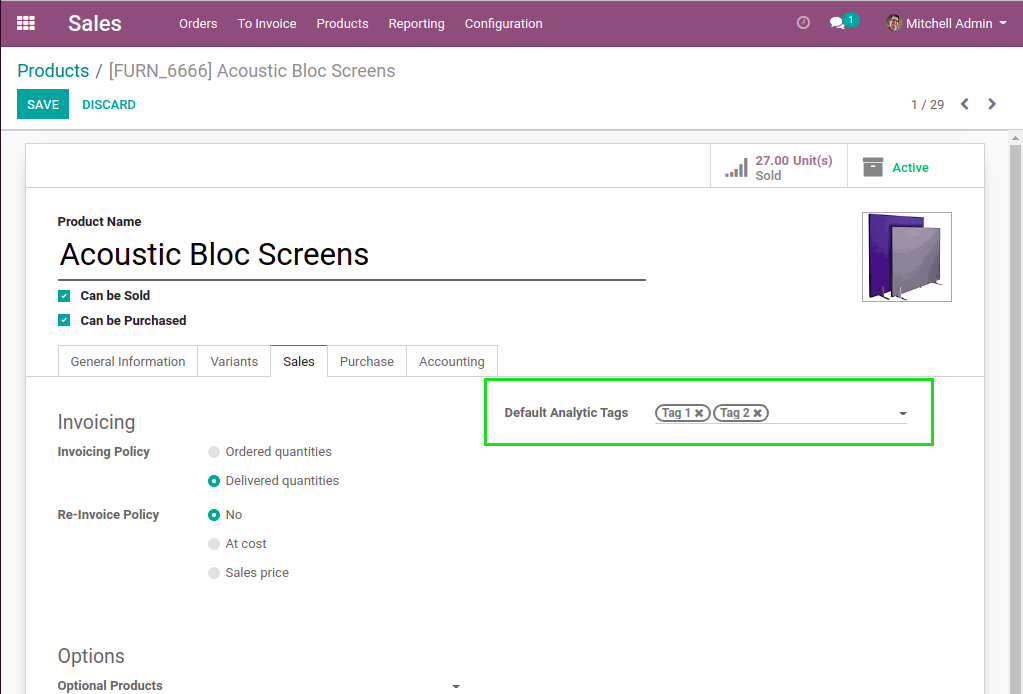 Sales Orders To Invoice Products Reporting Configuration 1 Mitchell Admin
Products / [FURN_6666] Acoustic Bloc Screens
SAVE DISCARD 1 / 29
27.00 Unit(s)
Sold
Active
Product Name
Acoustic Bloc Screens
Can be Sold
Can be Purchased
General Information Variants Sales Purchase Accounting
Default Analytic Tags Tag 1 Tag 2
Invoicing
Invoicing Policy Ordered quantities
Delivered quantities
Re-Invoice Policy No
At cost
Sales price
Options
Optional Products